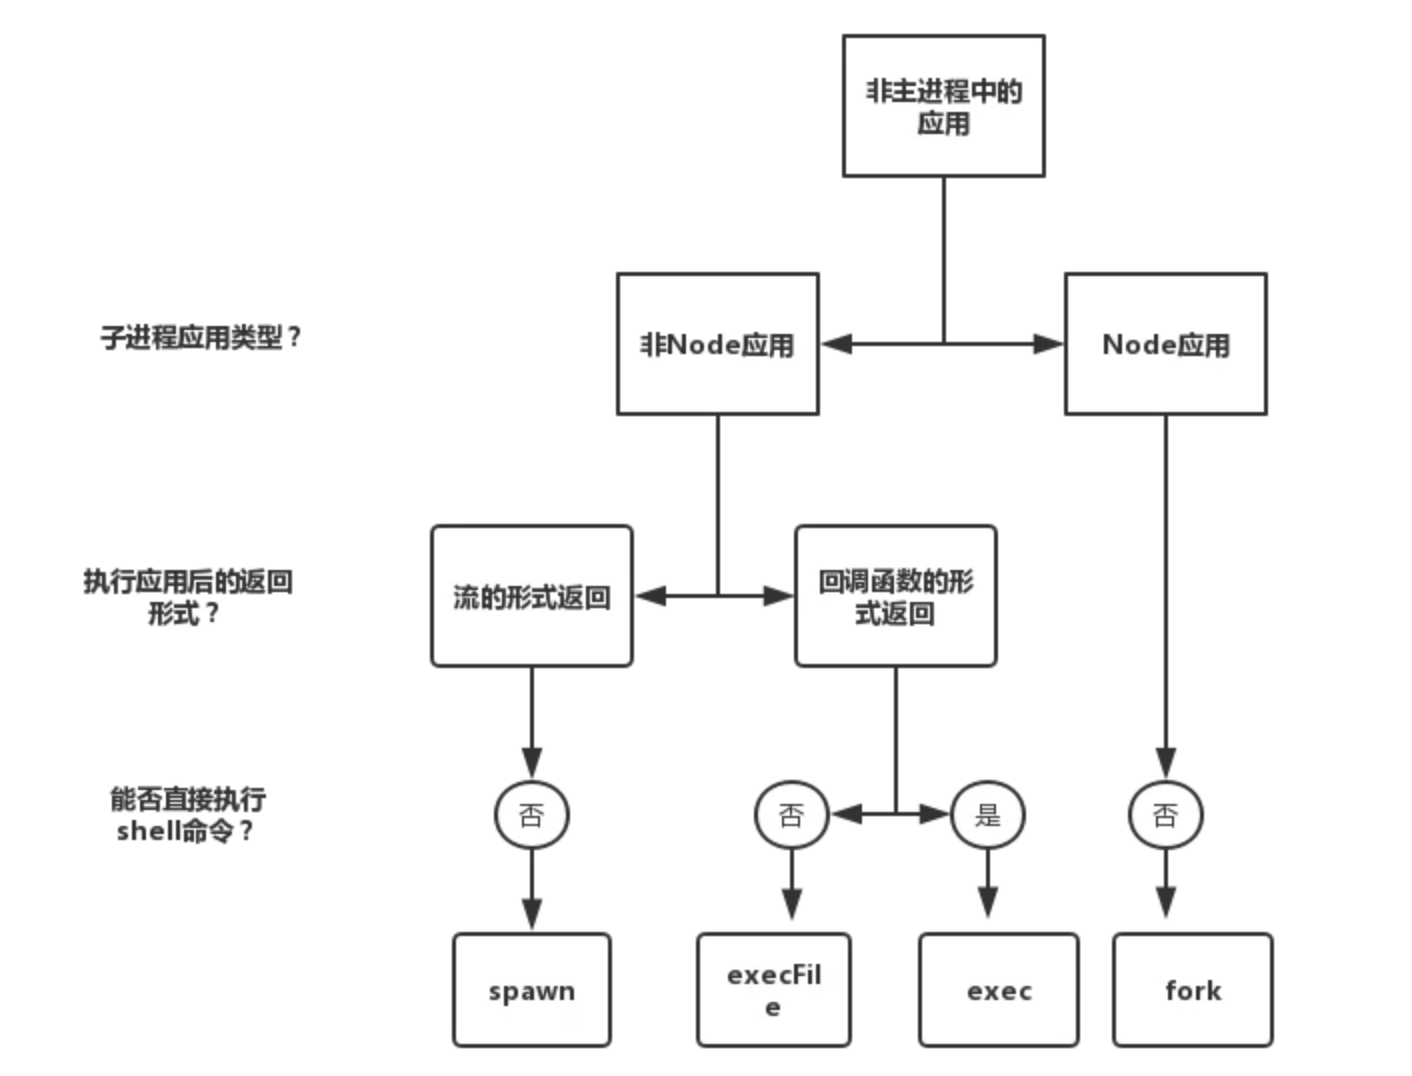 非主进程中的
应用
子进程应用类型？
非Node应用
Node应用
执行应用后的返回
形式？
流的形式返回
回调函数的形
式返回
能否直接执行
shell命令？
否
否
是
否
spawn
execFil
e
exec
fork